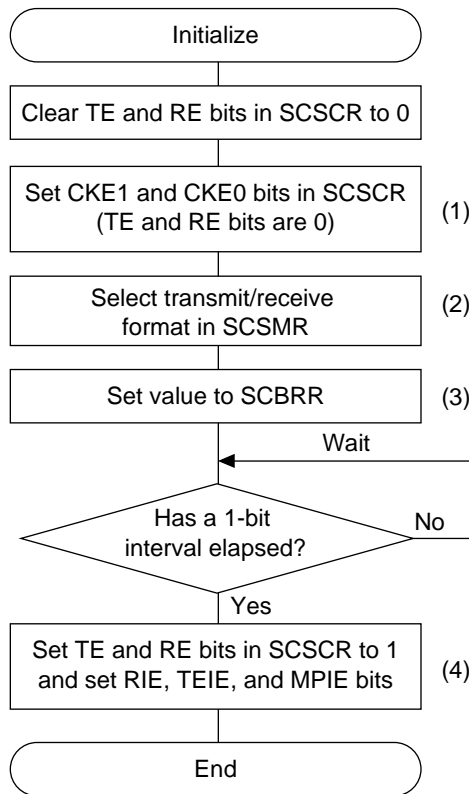 Initialize
Clear TE and RE bits in SCSCR to 0
Set CKE1 and CKE0 bits in SCSCR
(TE and RE bits are 0)
(1)
Select transmit/receive
format in SCSMR
(2)
Set value to SCBRR
(3)
Wait
Has a 1-bit
interval elapsed?
No
Yes
Set TE and RE bits in SCSCR to 1
and set RIE, TEIE, and MPIE bits
(4)
End